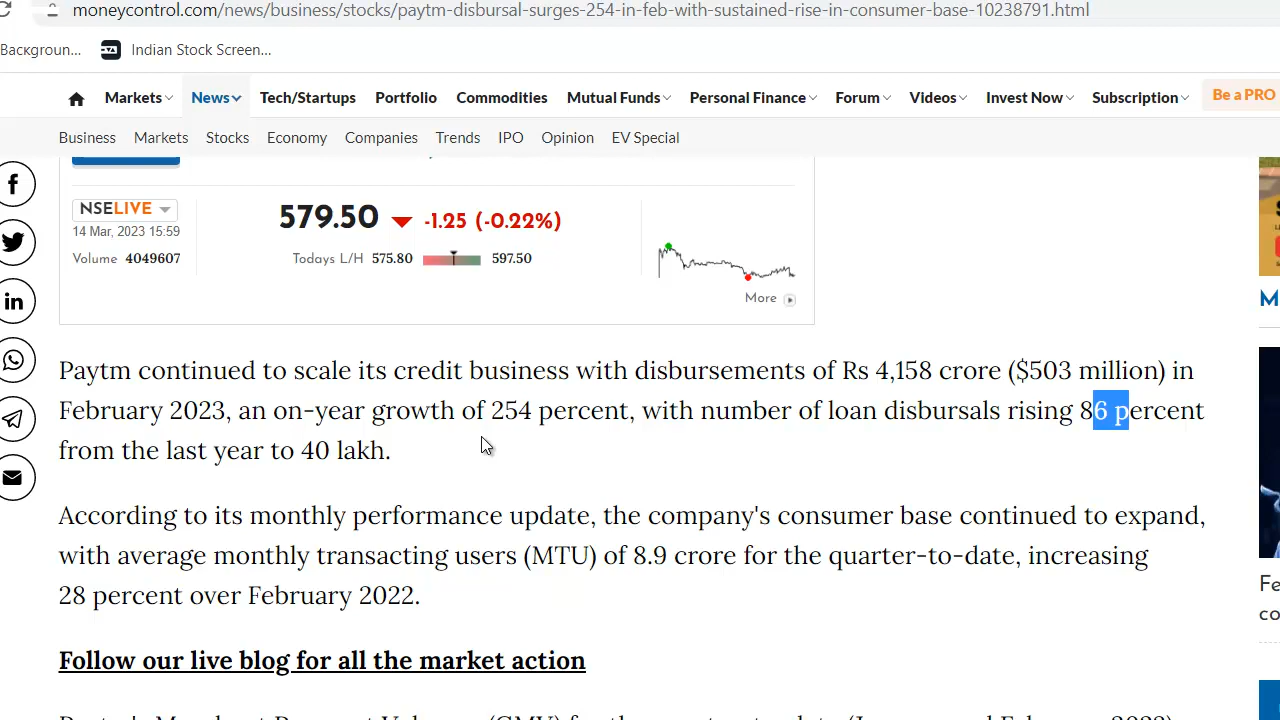 moneycontrol.com/news/business/stocks/paytm-disbursal-surges-254-in-feb-with-sustained-rise-in-consumer-base-10238791.html
Backgroun... Indian Stock Screen...
Markets News Tech/Startups Portfolio Commodities Mutual Funds Personal Finance Forum Videos Invest Now Subscription Be a PRO
Business Markets Stocks Economy Companies Trends IPO Opinion EV Special
NSELIVE
14 Mar, 2023 15:59
Volume 4049607
579.50 -1.25 (-0.22%)
Todays L/H 575.80 597.50
More
Paytm continued to scale its credit business with disbursements of Rs 4,158 crore ($503 million) in
February 2023, an on-year growth of 254 percent, with number of loan disbursals rising 86 percent
from the last year to 40 lakh.
According to its monthly performance update, the company's consumer base continued to expand,
with average monthly transacting users (MTU) of 8.9 crore for the quarter-to-date, increasing
28 percent over February 2022.
Follow our live blog for all the market action